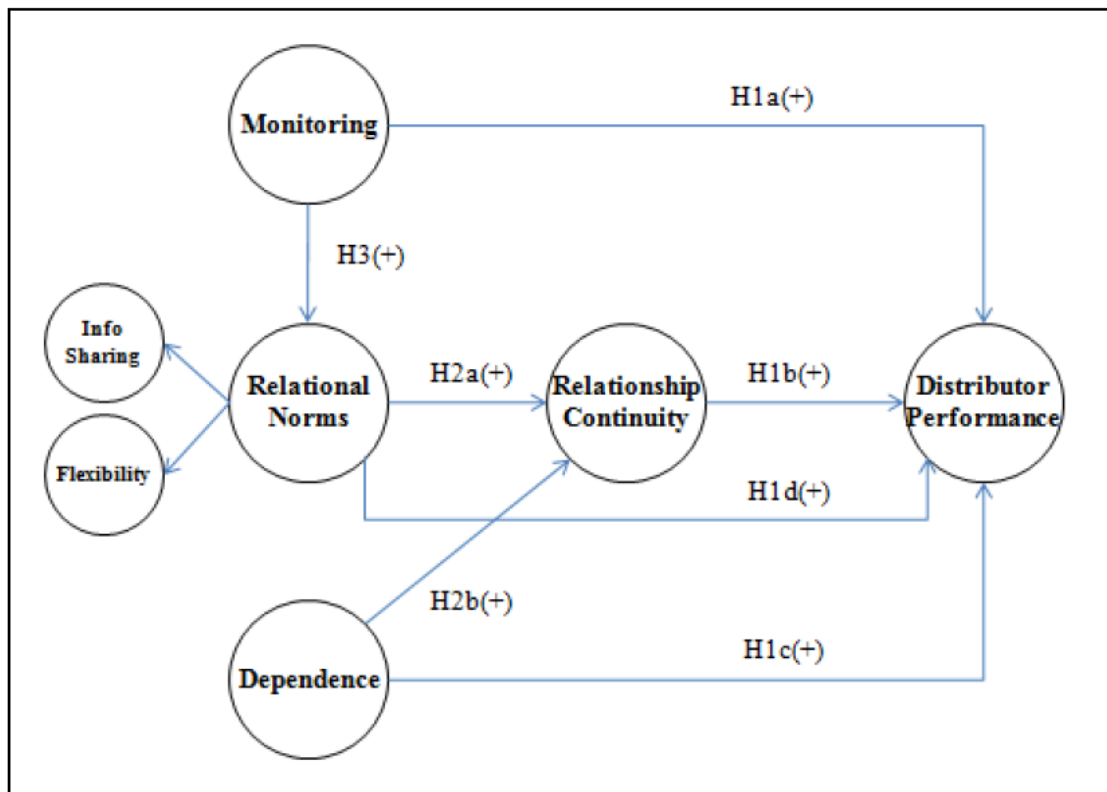 H1a(+)
Monitoring
H3(+)
Info
Sharing
Relational
Norms
H2a(+)
Relationship
Continuity
H1b(+)
Distributor
Performance
Flexibility
H1d(+)
H2b(+)
H1c(+)
Dependence